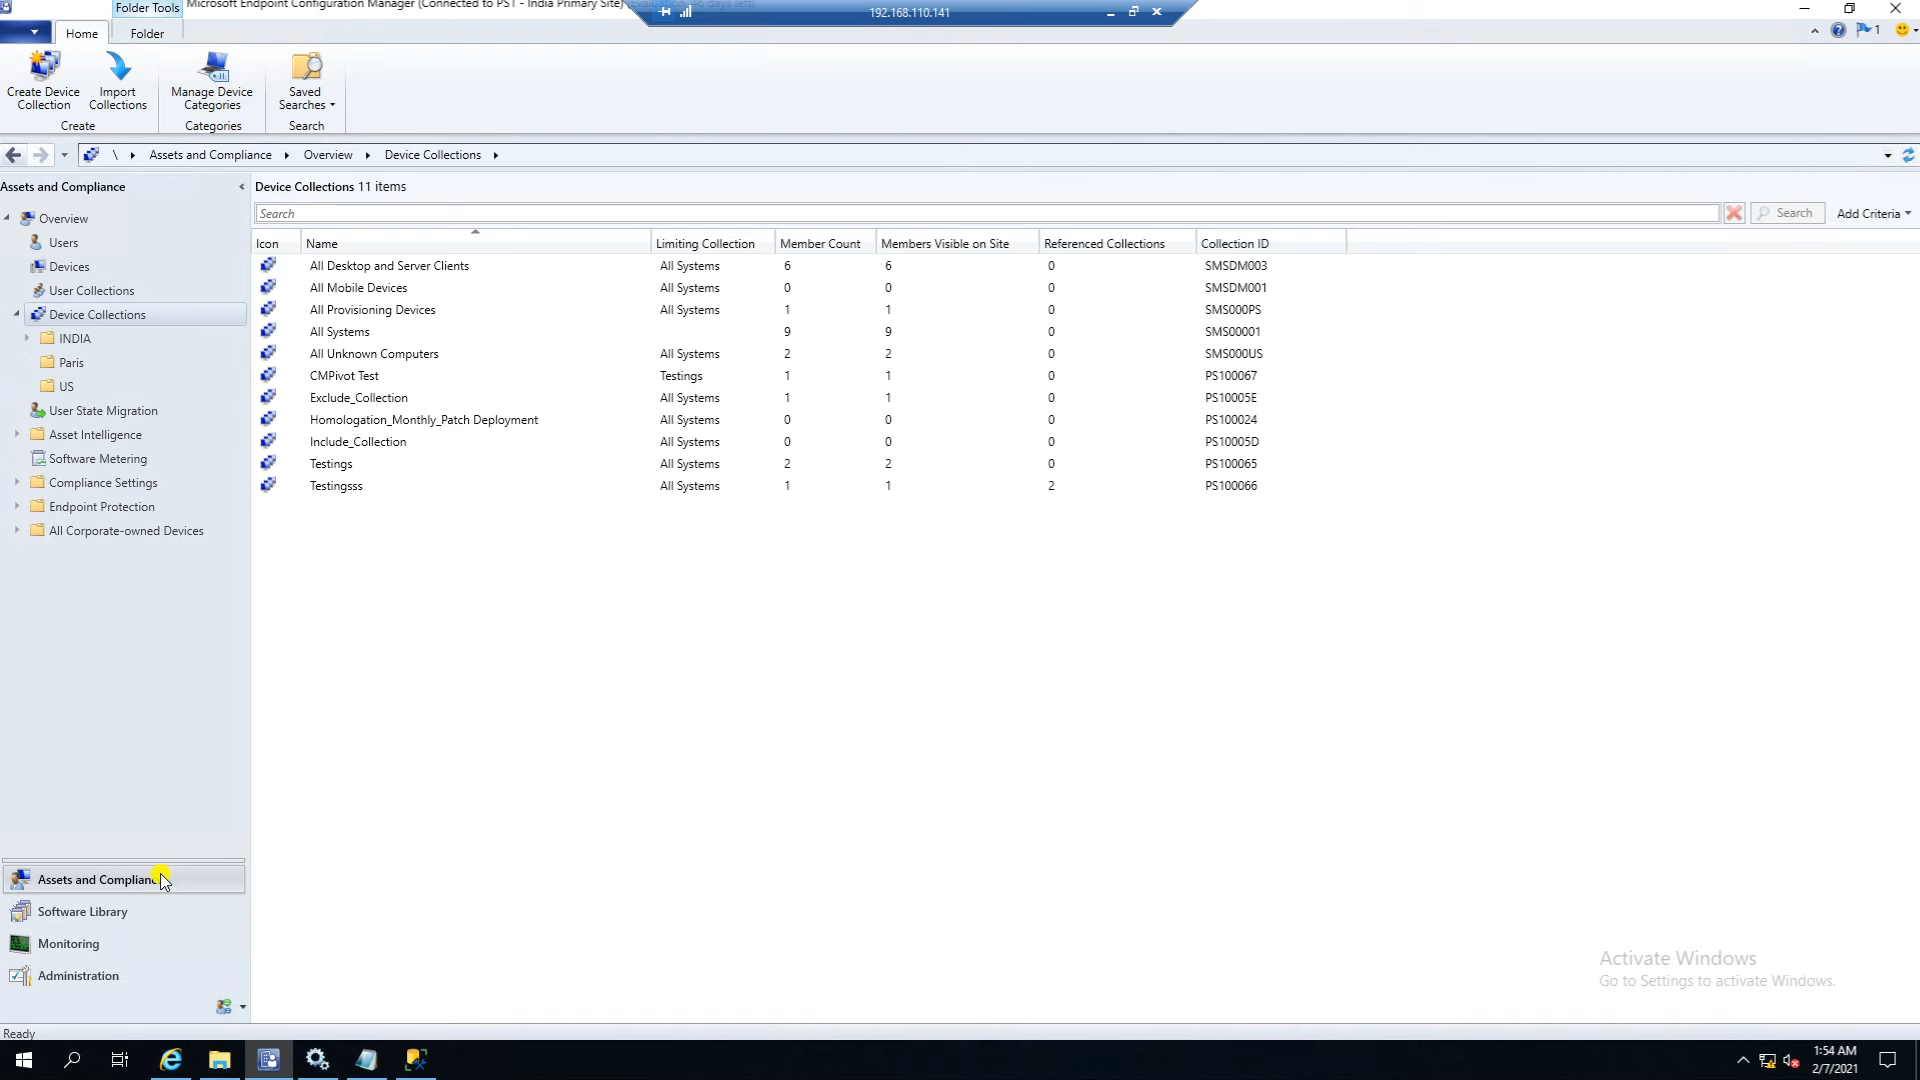 Folder Tools
Microsoft Endpoint Configuration Manager (Connected to PS1 - India Primary Site)
192.168.110.141
Home
Folder
1
Create Device Collection
Import Collections
Manage Device Categories
Saved Searches
Create
Categories
Search
\ Assets and Compliance Overview Device Collections
Assets and Compliance
Overview
Users
Devices
User Collections
Device Collections
INDIA
Paris
US
User State Migration
Asset Intelligence
Software Metering
Compliance Settings
Endpoint Protection
All Corporate-owned Devices
Device Collections 11 items
Search
Search
Add Criteria
Icon Name Limiting Collection Member Count Members Visible on Site Referenced Collections Collection ID
All Desktop and Server Clients All Systems 6 6 0 SMSDM003
All Mobile Devices All Systems 0 0 0 SMSDM001
All Provisioning Devices All Systems 1 1 0 SMS000PS
All Systems 9 9 0 SMS00001
All Unknown Computers All Systems 2 2 0 SMS000US
CMPivot Test Testings 1 1 0 PS100067
Exclude_Collection All Systems 1 1 0 PS10005E
Homologation_Monthly_Patch Deployment All Systems 0 0 0 PS100024
Include_Collection All Systems 0 0 0 PS10005D
Testings All Systems 2 2 0 PS100065
Testingsss All Systems 1 1 2 PS100066
Assets and Complianc
Software Library
Monitoring
Administration
Activate Windows
Go to Settings to activate Windows.
Ready
1:54 AM
2/7/2021